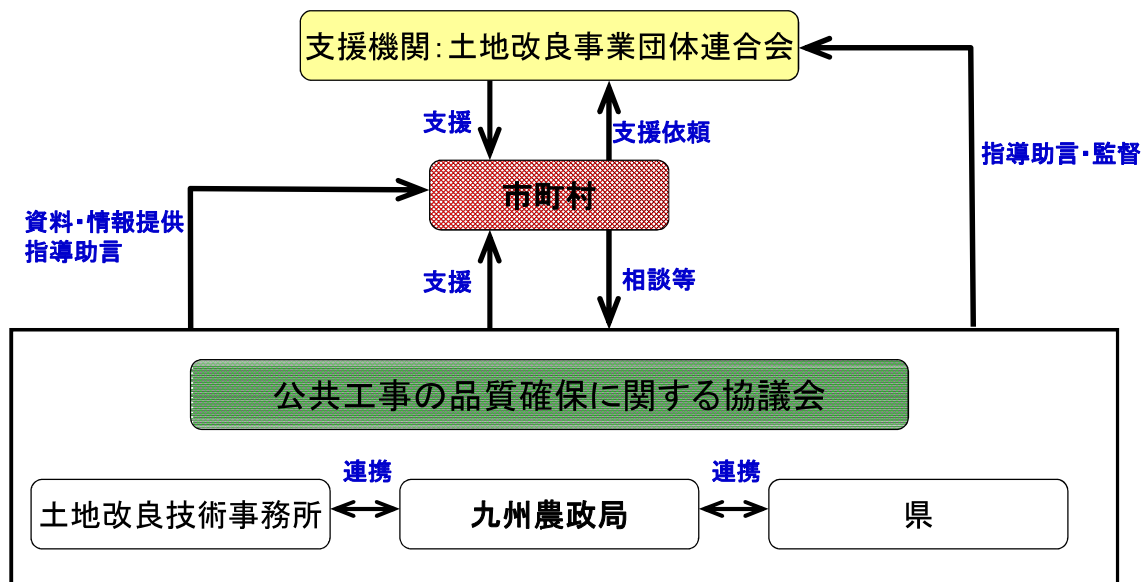 支援機関：土地改良事業団体連合会
支援
支援依頼
指導助言・監督
市町村
資料・情報提供
指導助言
支援
相談等
公共工事の品質確保に関する協議会
連携
連携
土地改良技術事務所
九州農政局
県